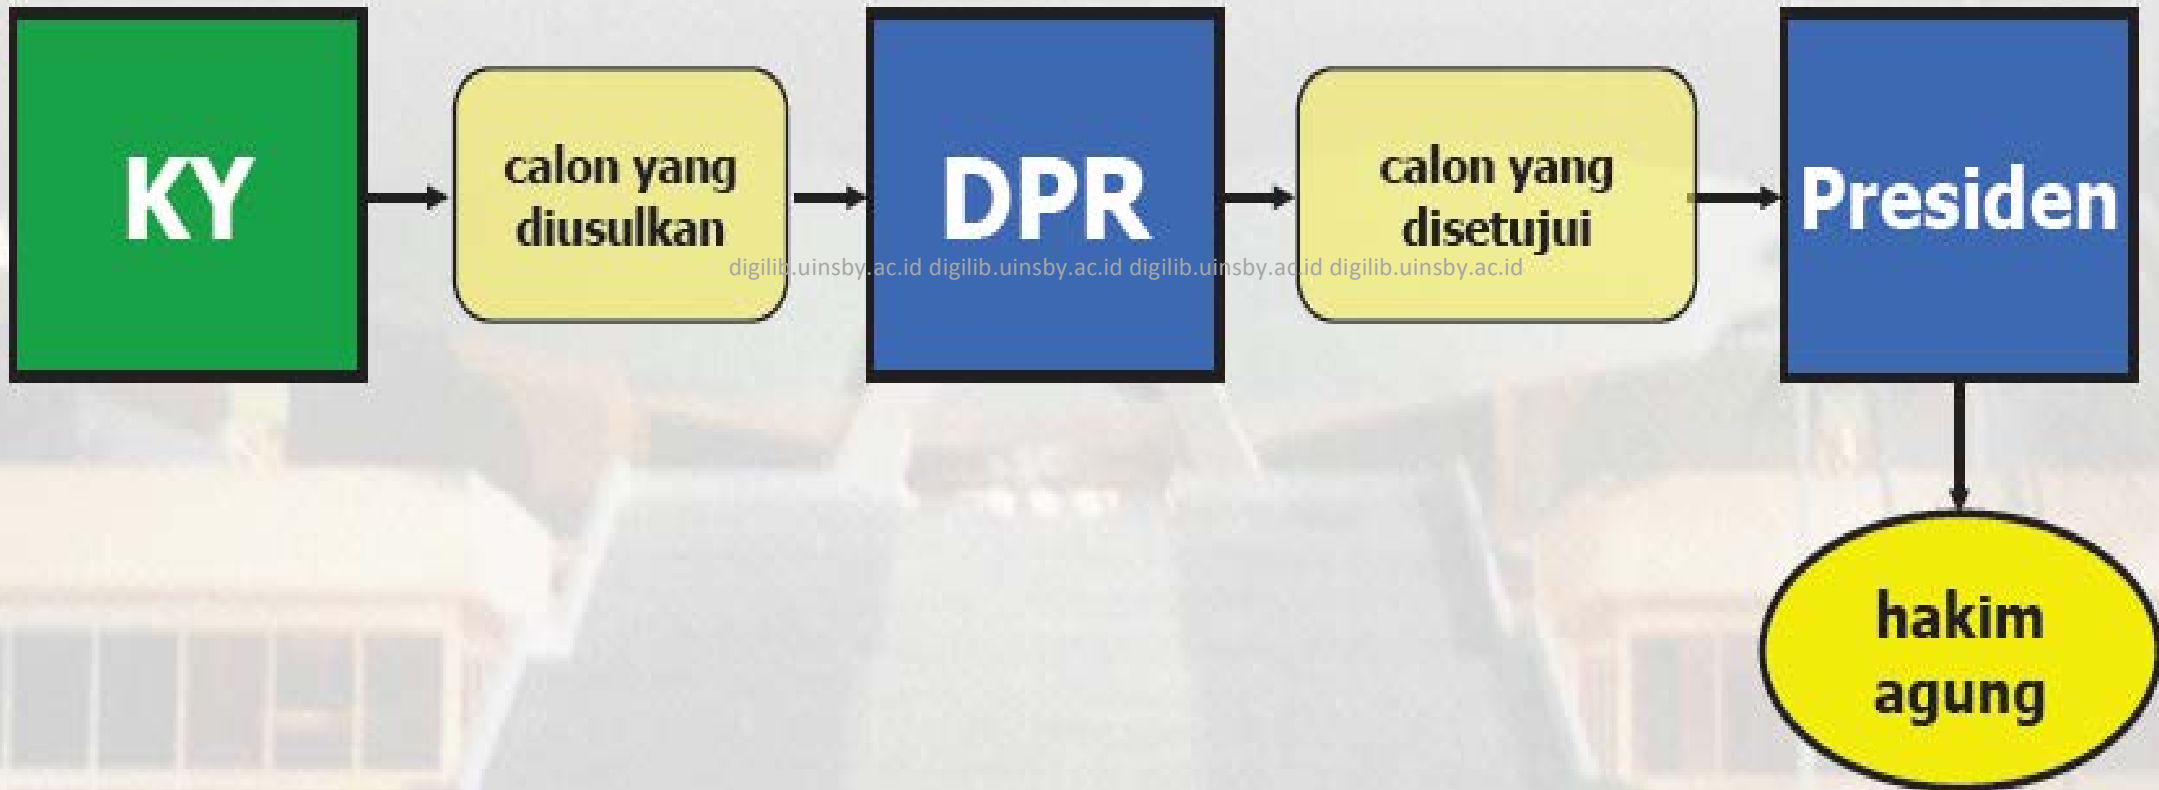 KY
calon yang
diusulkan
DPR
calon yang
disetujui
Presiden
digilib.uinsby.ac.id digilib.uinsby.ac.id digilib.uinsby.ac.id digilib.uinsby.ac.id
hakim
agung